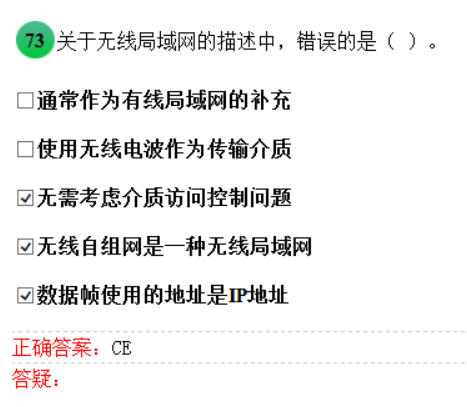 73 关于无线局域网的描述中，错误的是（ ）。
通常作为有线局域网的补充
使用无线电波作为传输介质
无需考虑介质访问控制问题
无线自组网是一种无线局域网
数据帧使用的地址是IP地址
正确答案：CE
答疑：